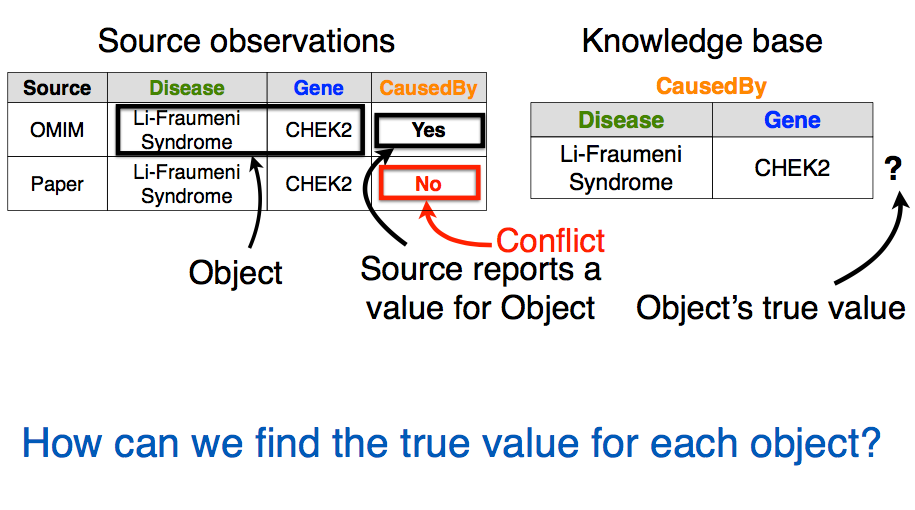 Source observations
Knowledge base
Source Disease Gene CausedBy
OMIM Li-Fraumeni Syndrome CHEK2 Yes
Paper Li-Fraumeni Syndrome CHEK2 No
CausedBy
Disease Gene
Li-Fraumeni Syndrome CHEK2 ?
Conflict
Object
Source reports a
value for Object
Object's true value
How can we find the true value for each object?